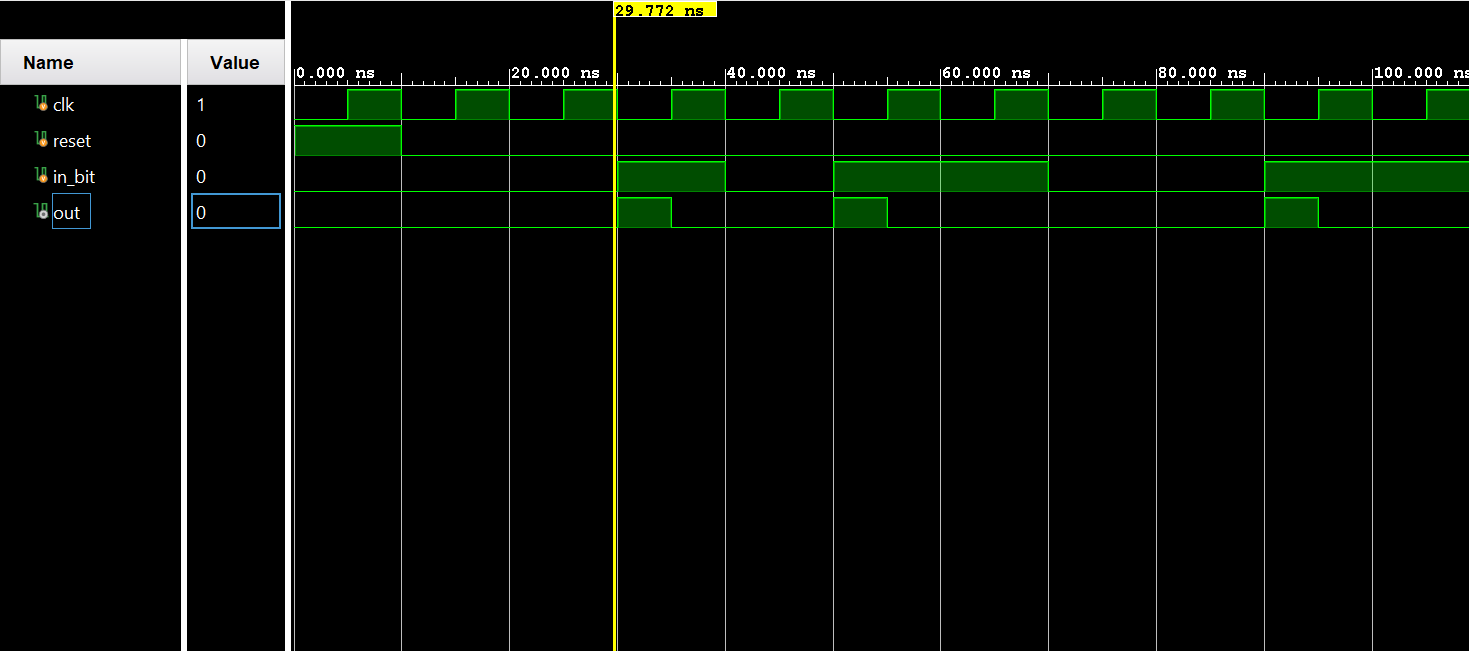 29.772 ns
Name Value
0.000 ns 20.000 ns 40.000 ns 60.000 ns 80.000 ns 100.000 ns
clk 1
reset 0
in_bit 0
out 0